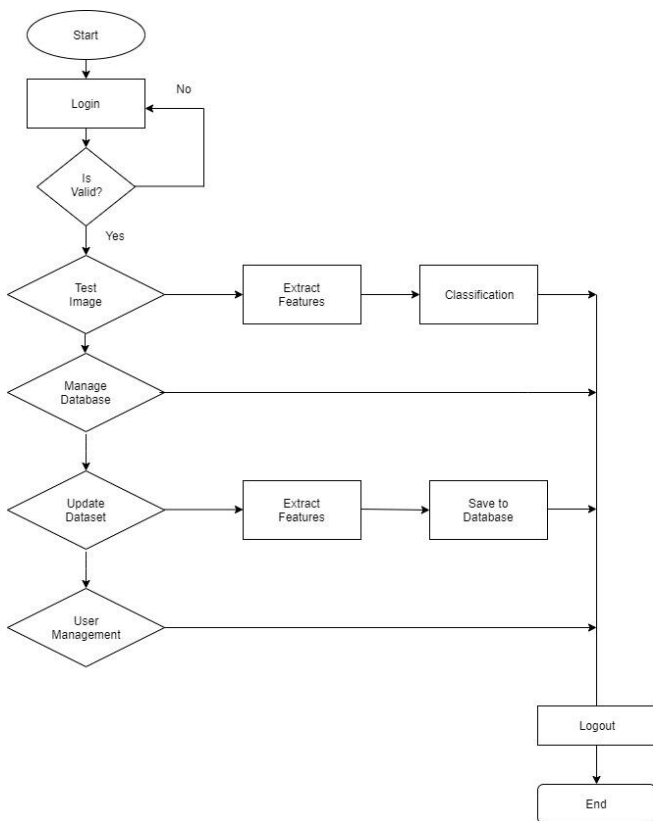 Start
Login
No
Is
Valid?
Yes
Test
Image
Extract
Features
Classification
Manage
Database
Update
Dataset
Extract
Features
Save to
Database
User
Management
Logout
End